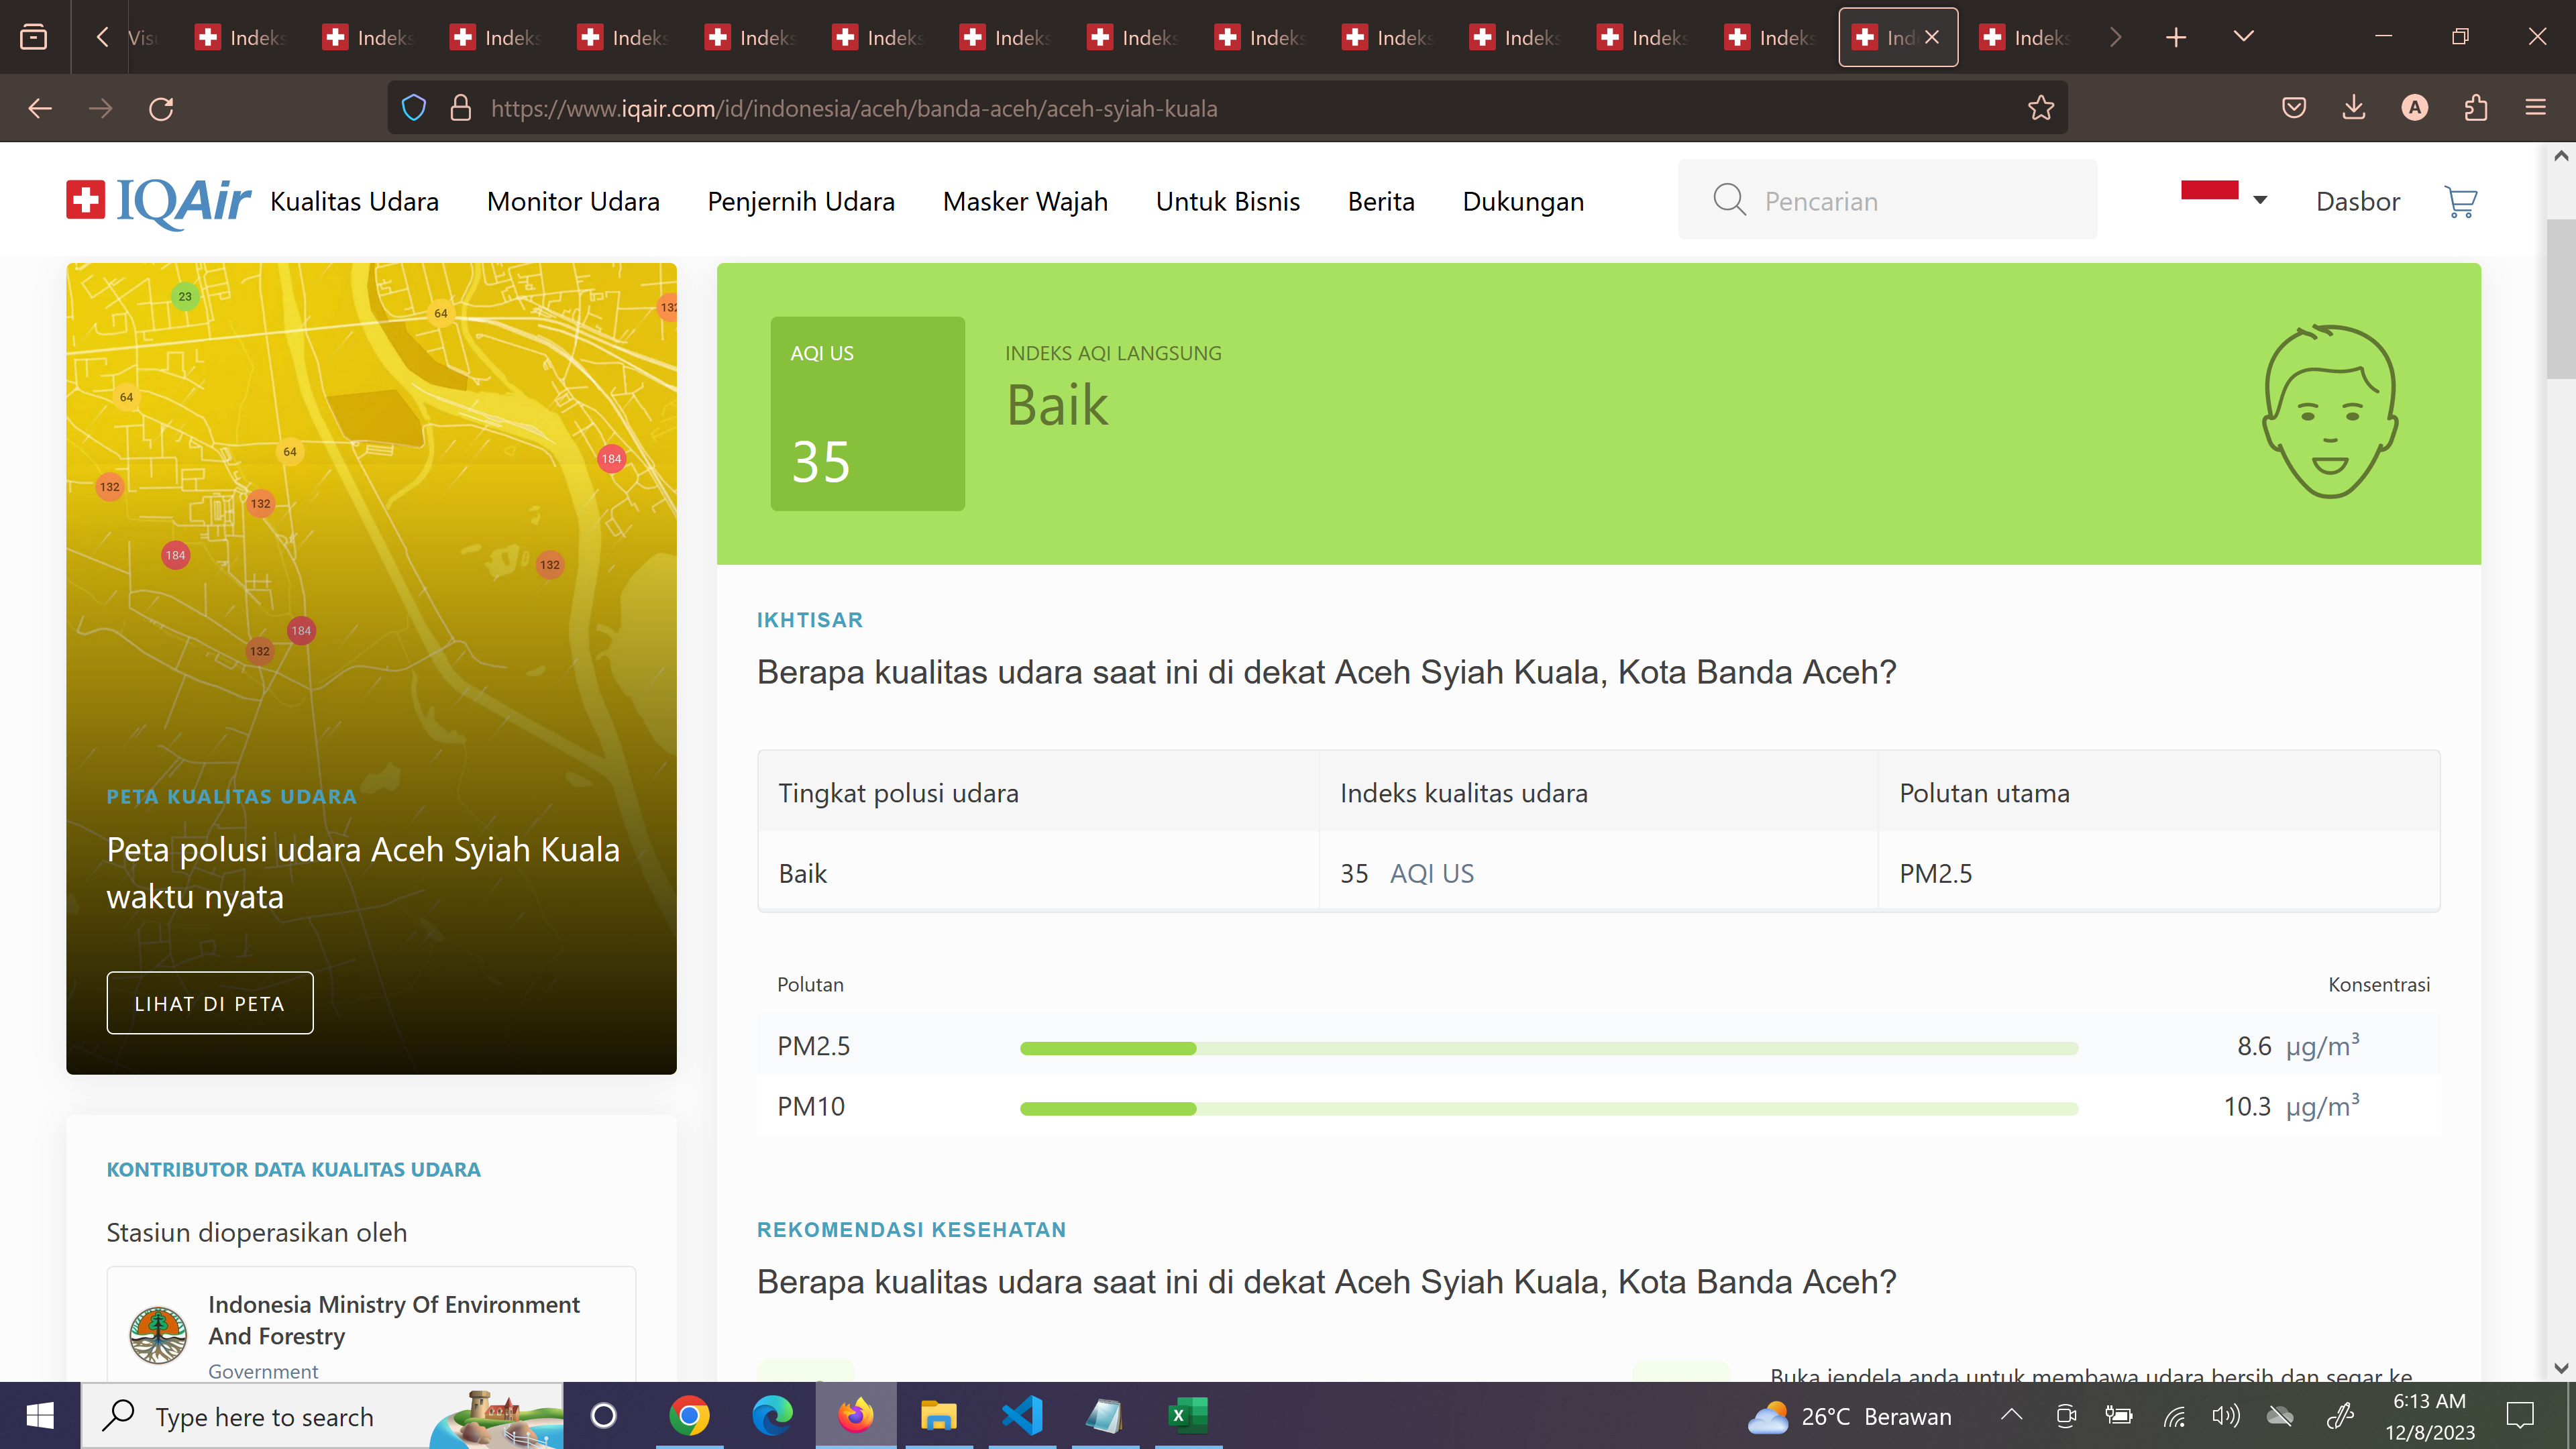 Visu
Indeks
Indeks
Indeks
Indeks
Indeks
Indeks
Indeks
Indeks
Indeks
Indeks
Indeks
Indeks
Indeks
Ind
Indeks
https://www.iqair.com/id/indonesia/aceh/banda-aceh/aceh-syiah-kuala
A
IQAir
Kualitas Udara
Monitor Udara
Penjernih Udara
Masker Wajah
Untuk Bisnis
Berita
Dukungan
Pencarian
Dasbor
23
64
132
64
64
184
132
132
184
132
184
132
PETA KUALITAS UDARA
Peta polusi udara Aceh Syiah Kuala
waktu nyata
LIHAT DI PETA
KONTRIBUTOR DATA KUALITAS UDARA
Stasiun dioperasikan oleh
Indonesia Ministry Of Environment
And Forestry
Government
AQI US
35
INDEKS AQI LANGSUNG
Baik
IKHTISAR
Berapa kualitas udara saat ini di dekat Aceh Syiah Kuala, Kota Banda Aceh?
Tingkat polusi udara
Indeks kualitas udara
Polutan utama
Baik
35 AQI US
PM2.5
Polutan
Konsentrasi
PM2.5
8.6 µg/m³
PM10
10.3 µg/m³
REKOMENDASI KESEHATAN
Berapa kualitas udara saat ini di dekat Aceh Syiah Kuala, Kota Banda Aceh?
Buka jendela anda untuk membawa udara bersih dan segar ke
Type here to search
26°C Berawan
6:13 AM
12/8/2023